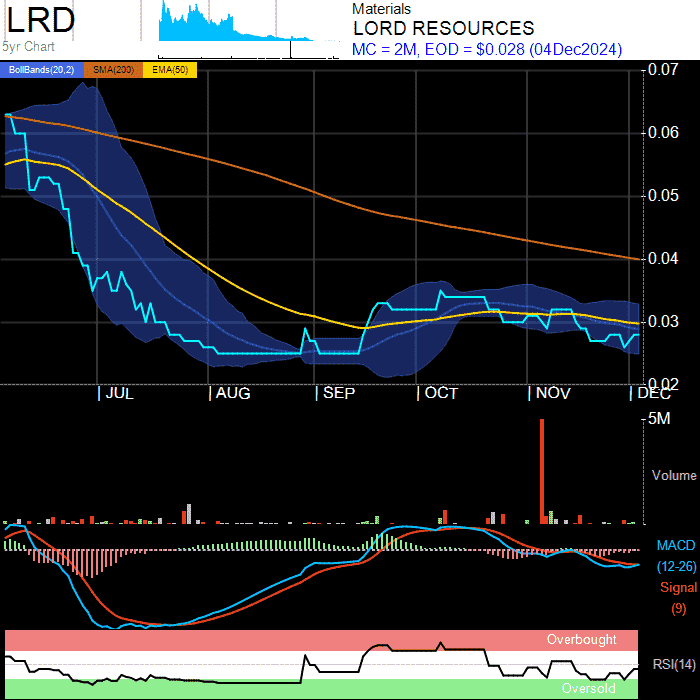 LRD
5yr Chart
Materials
LORD RESOURCES
MC = 2M, EOD = $0.028 (04Dec2024)
BollBands(20,2) SMA(200) EMA(50)
0.07
0.06
0.05
0.04
0.03
0.02
JUL AUG SEP OCT NOV DEC
5M
Volume
MACD
(12-26)
Signal
(9)
Overbought
RSI(14)
Oversold